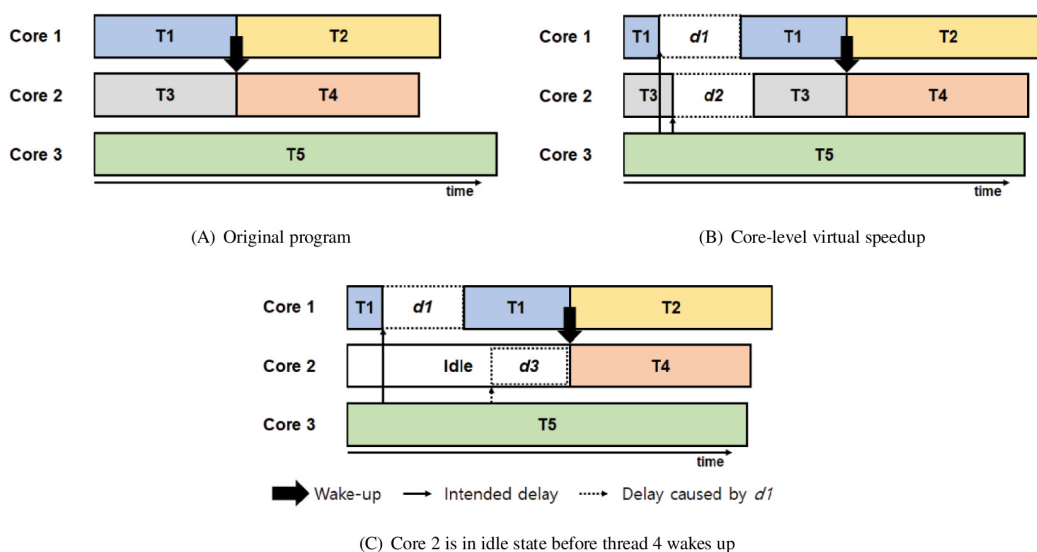 Core 1 T1 T2
Core 2 T3 T4
Core 3 T5
time
(A) Original program
Core 1 T1 d1 T1 T2
Core 2 T3 d2 T3 T4
Core 3 T5
time
(B) Core-level virtual speedup
Core 1 T1 d1 T1 T2
Core 2 Idle d3 T4
Core 3 T5
time
Wake-up Intended delay Delay caused by d1
(C) Core 2 is in idle state before thread 4 wakes up